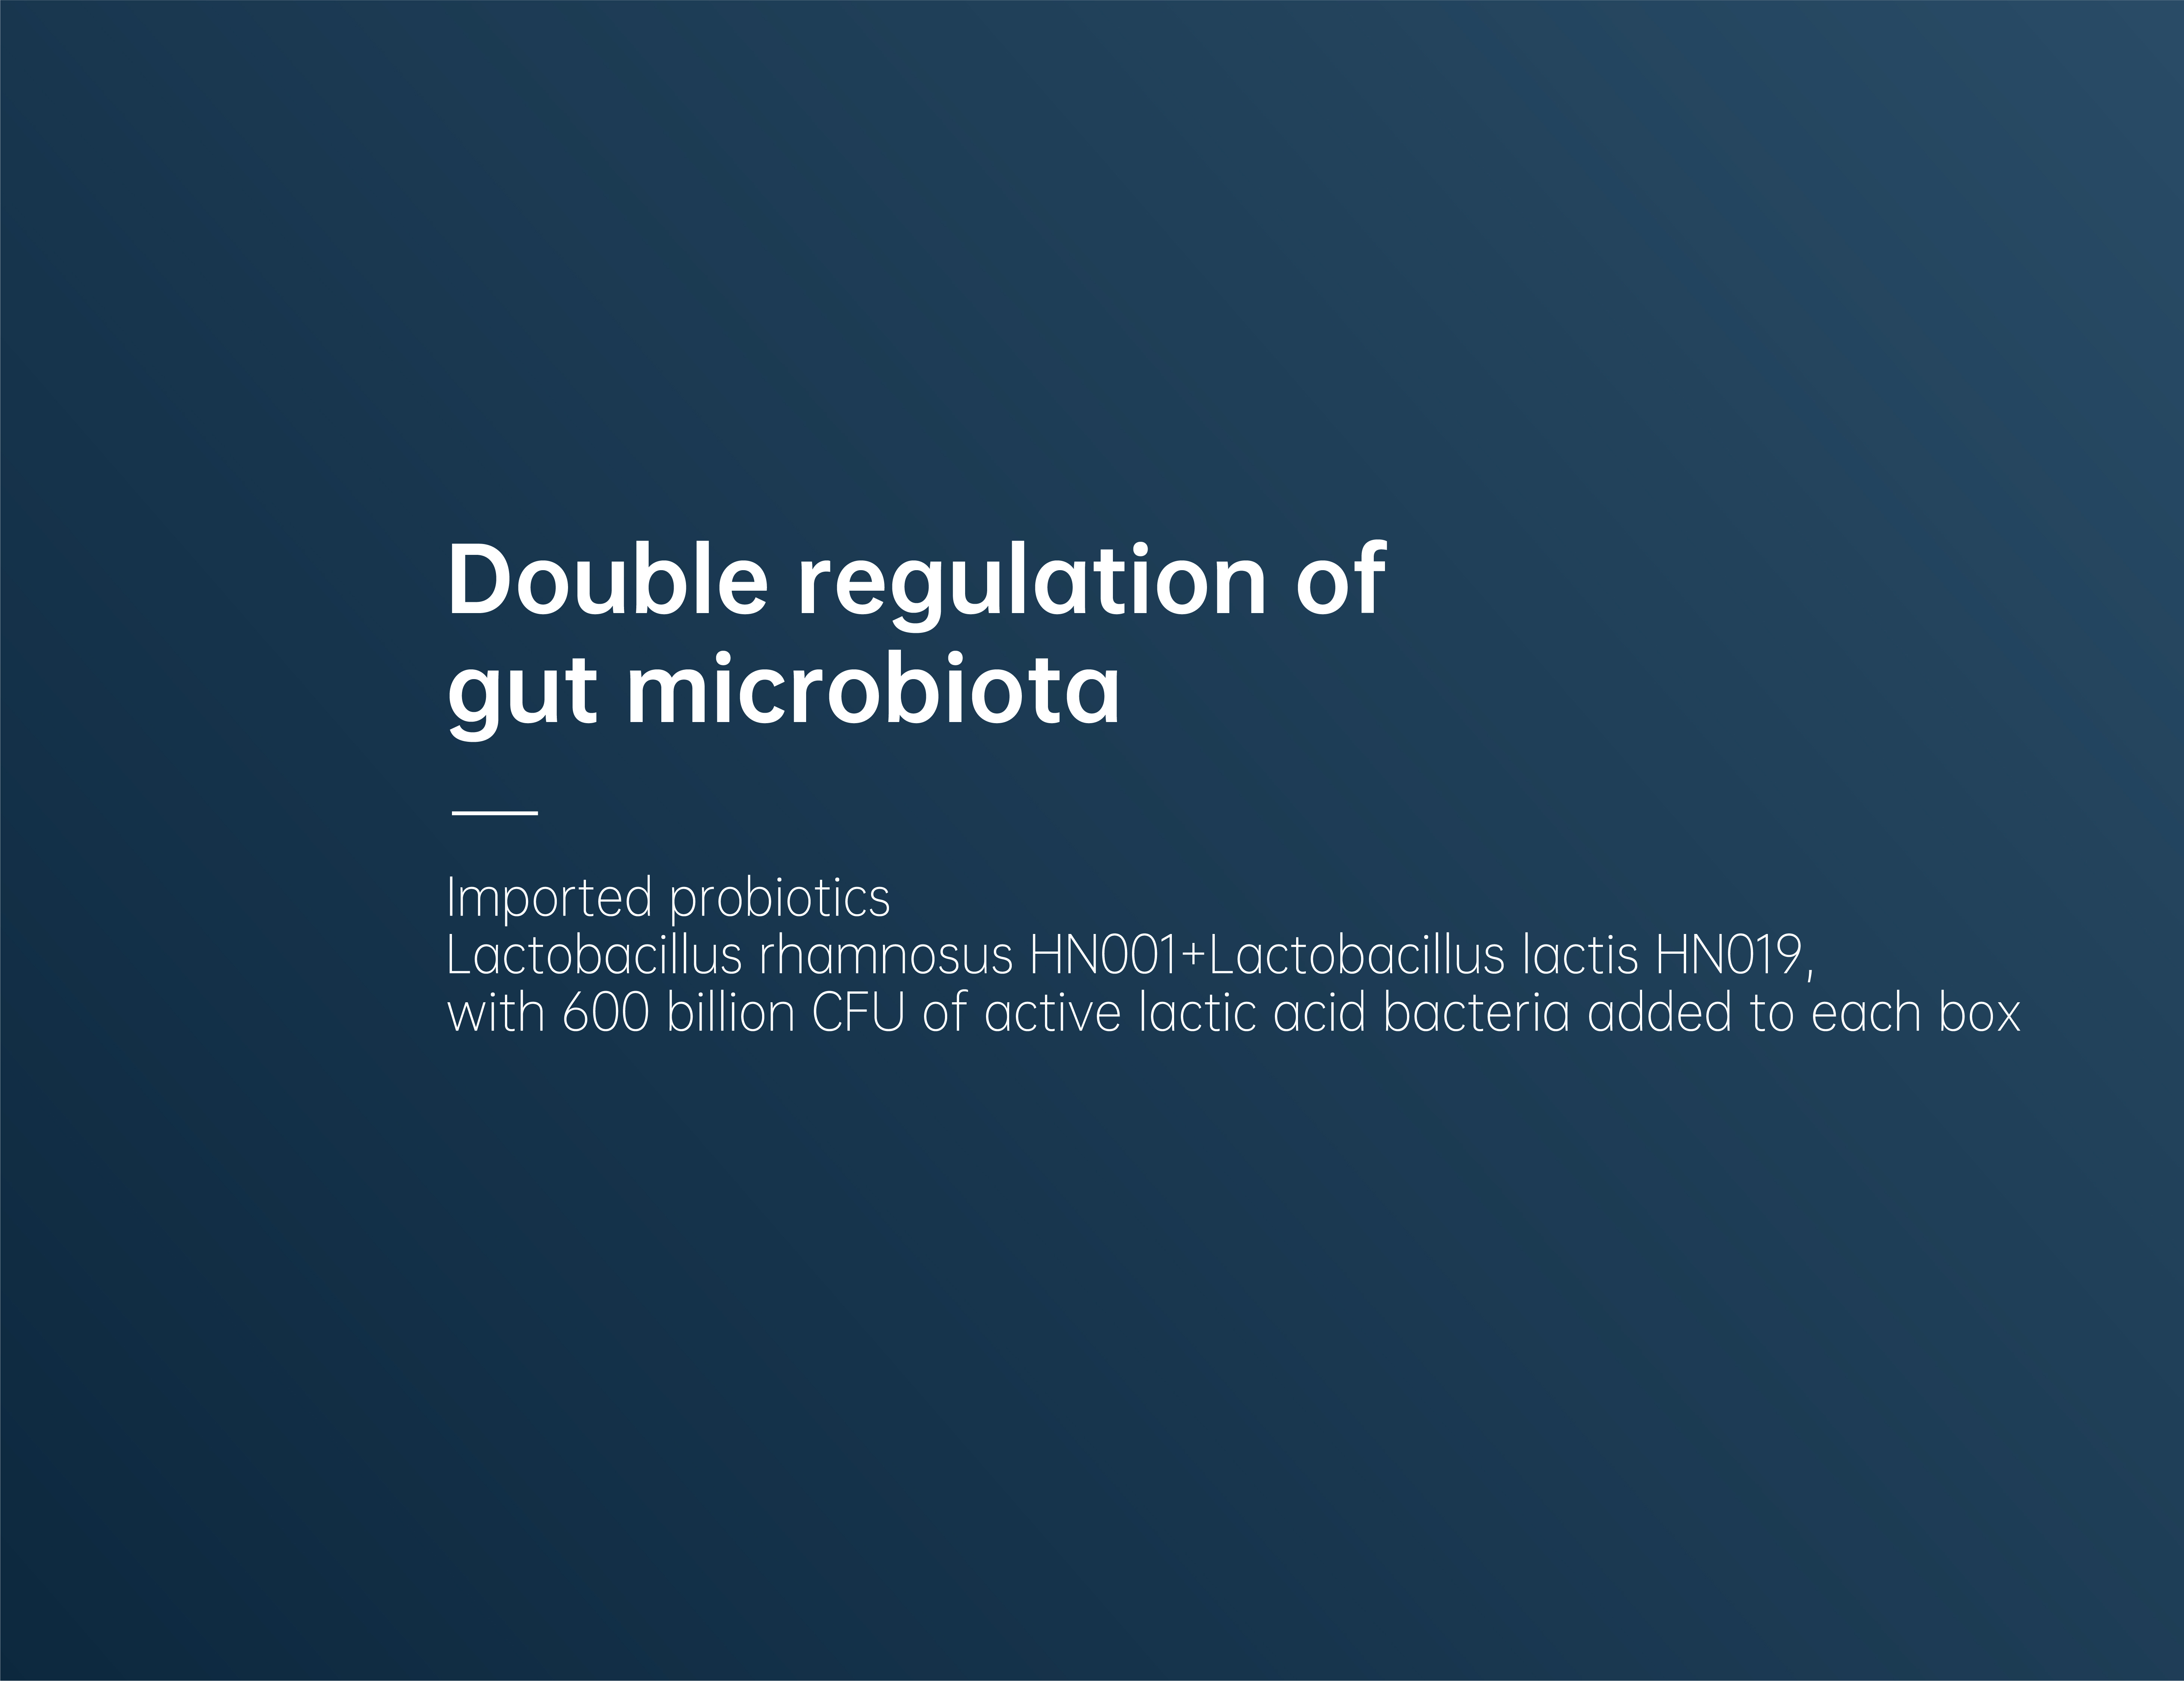 Double regulation of
gut microbiota
Imported probiotics
Lactobacillus rhamnosus HN001+Lactobacillus lactis HN019,
with 600 billion CFU of active lactic acid bacteria added to each box